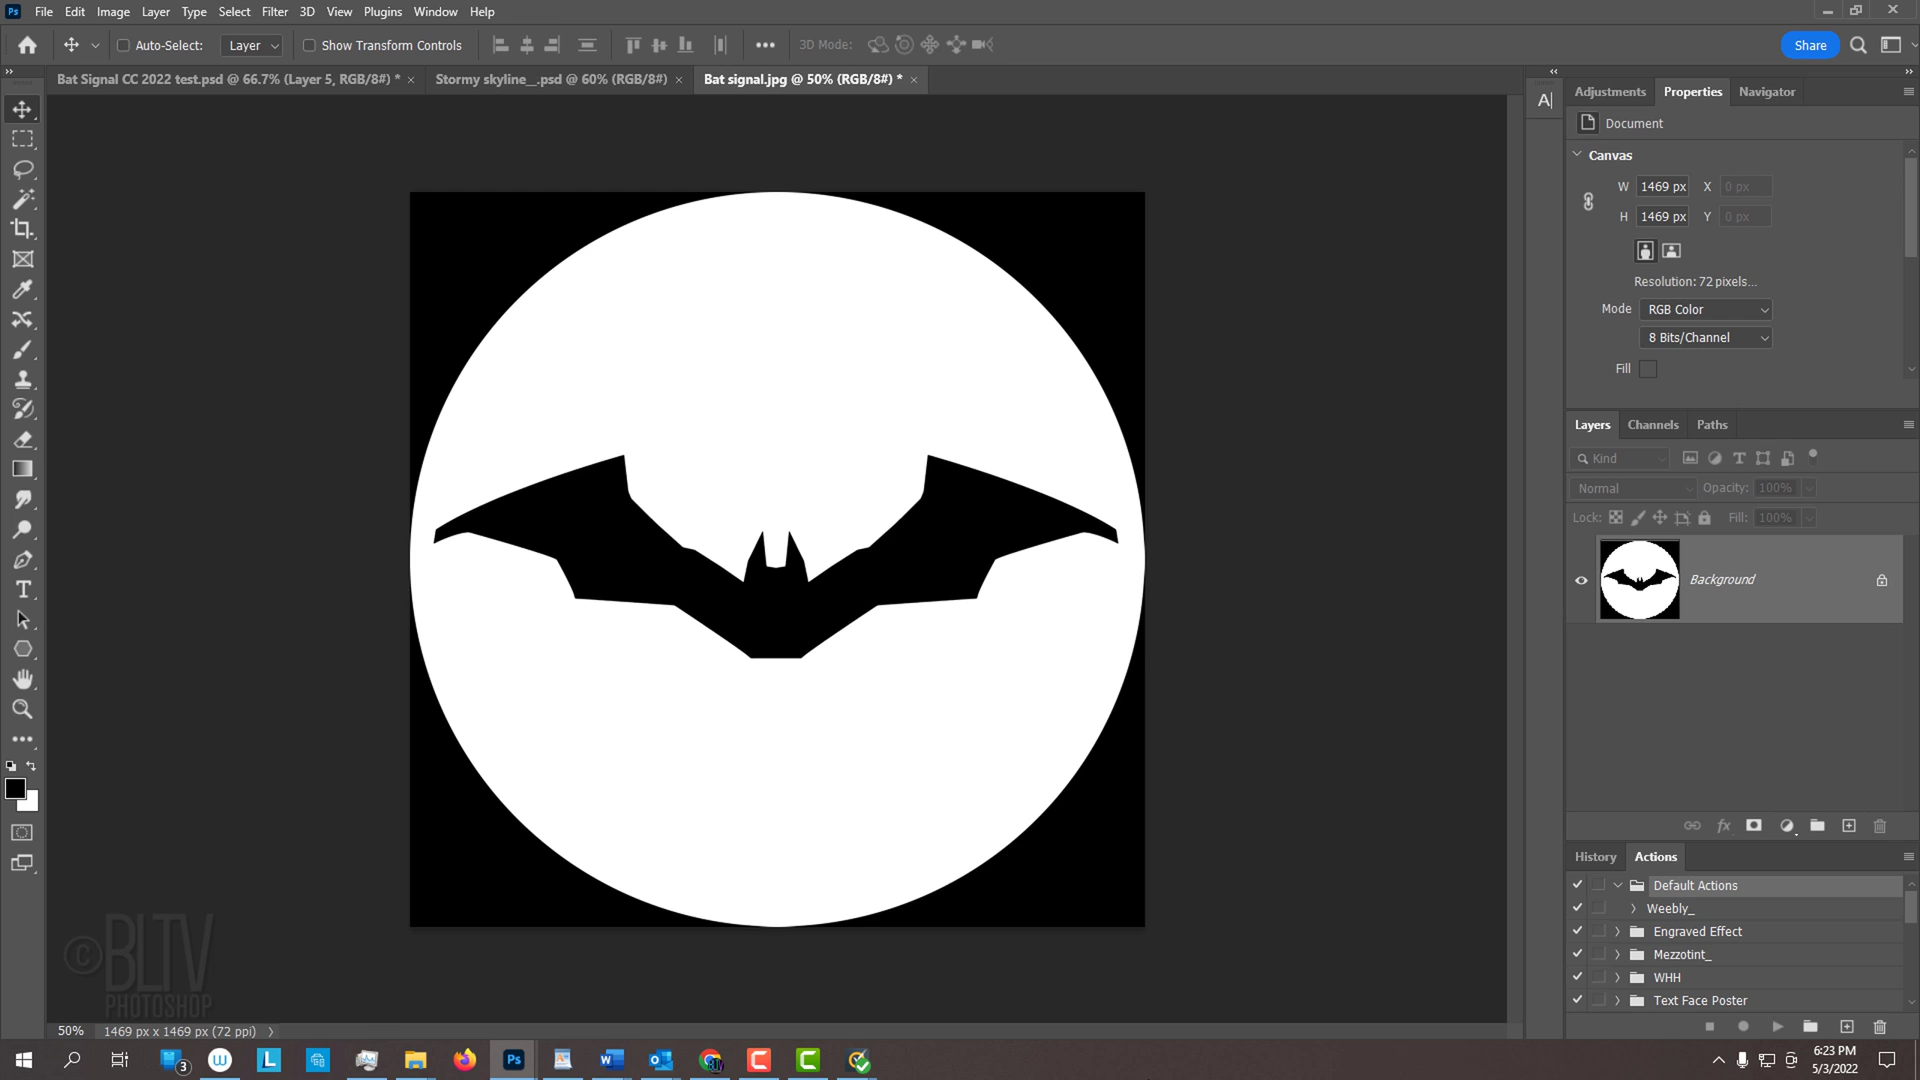 Ps File Edit Image Layer Type Select Filter 3D View Plugins Window Help
Auto-Select: Layer Show Transform Controls 3D Mode: Share
Bat Signal CC 2022 test.psd @ 66.7% (Layer 5, RGB/8#) * × Stormy skyline__.psd @ 60% (RGB/8#) × Bat signal.jpg @ 50% (RGB/8#) * ×
Adjustments Properties Navigator
Document
Canvas
W 1469 px X 0 px
H 1469 px Y 0 px
Resolution: 72 pixels...
Mode RGB Color
8 Bits/Channel
Fill
Layers Channels Paths
Kind
Normal Opacity: 100%
Lock: Fill: 100%
Background
History Actions
Default Actions
Weebly_
Engraved Effect
Mezzotint_
WHH
Text Face Poster
©BLTV
PHOTOSHOP
50% 1469 px x 1469 px (72 ppi)
6:23 PM
5/3/2022